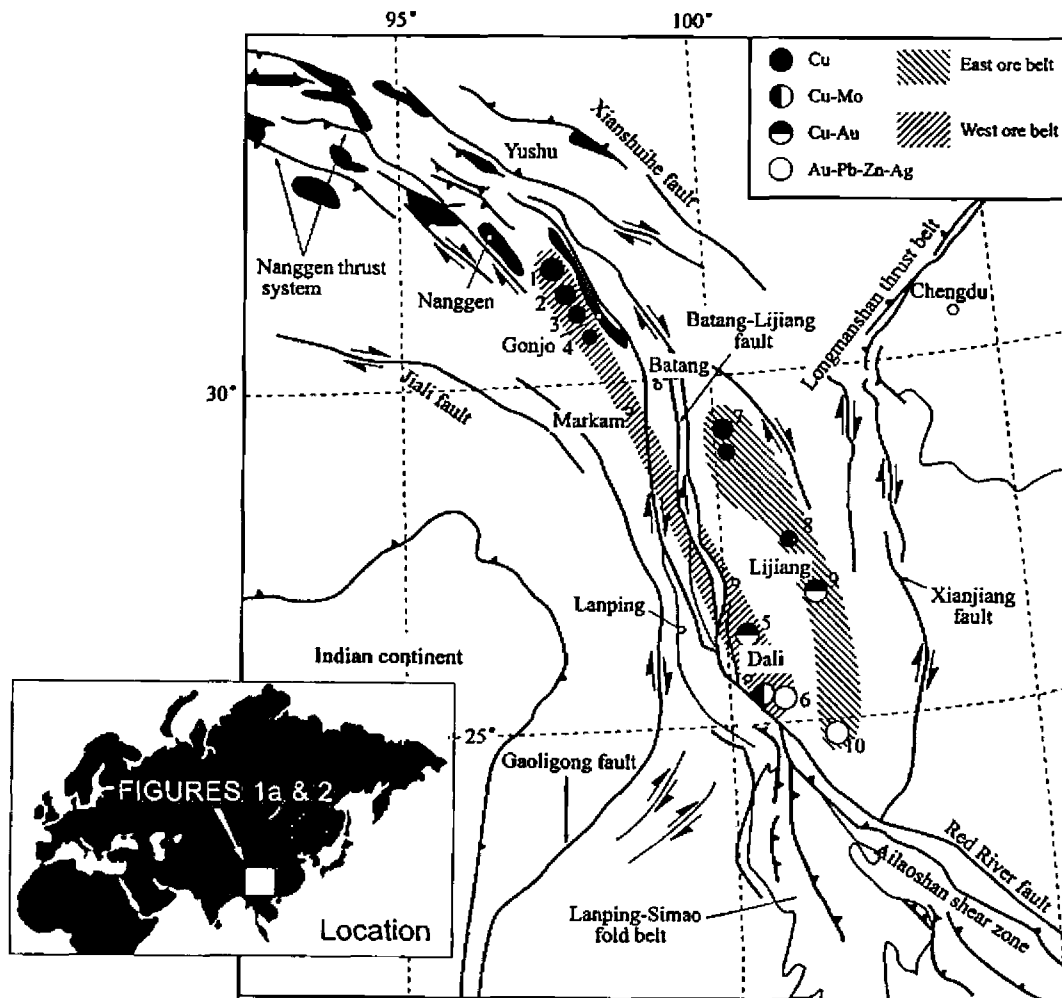 95°
100°
Cu
East ore belt
Cu-Mo
Cu-Au
West ore belt
Au-Pb-Zn-Ag
Xianshuihe fault
Yushu
Nanggen thrust
system
Nanggen
1
2
3
4
Gonjo
Longmanshan thrust belt
Chengdu
Batang-Lijiang
fault
Batang
30°
Jiali fault
Markam
7
8
Lijiang
9
Xianjiang
fault
Lanping
5
Indian continent
Dali
6
25°
10
Gaoligong fault
FIGURES 1a & 2
Location
Red River fault
Ailaoshan shear zone
Lanping-Simao
fold belt